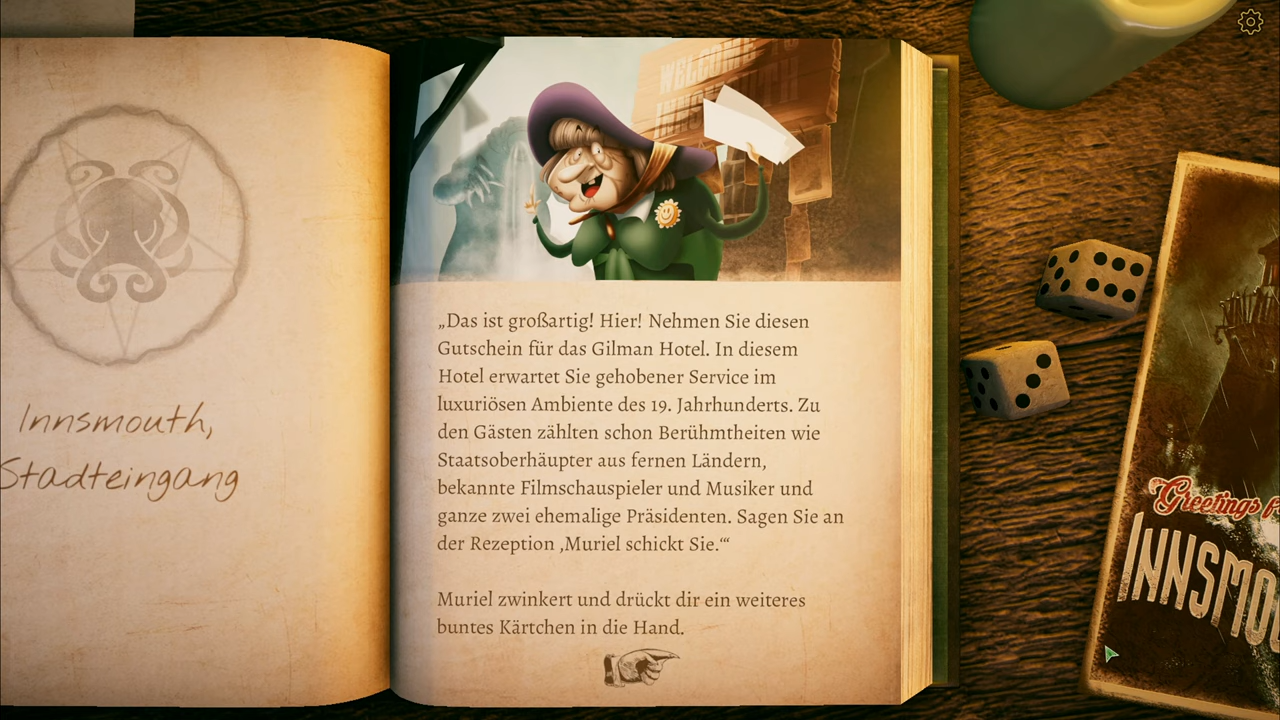 Innsmouth,
Stadteingang
WELCOME
„Das ist großartig! Hier! Nehmen Sie diesen
Gutschein für das Gilman Hotel. In diesem
Hotel erwartet Sie gehobener Service im
luxuriösen Ambiente des 19. Jahrhunderts. Zu
den Gästen zählten schon Berühmtheiten wie
Staatsoberhäupter aus fernen Ländern,
bekannte Filmschauspieler und Musiker und
ganze zwei ehemalige Präsidenten. Sagen Sie an
der Rezeption ‚Muriel schickt Sie.‘“
Muriel zwinkert und drückt dir ein weiteres
buntes Kärtchen in die Hand.
Greetings f
INNSMO